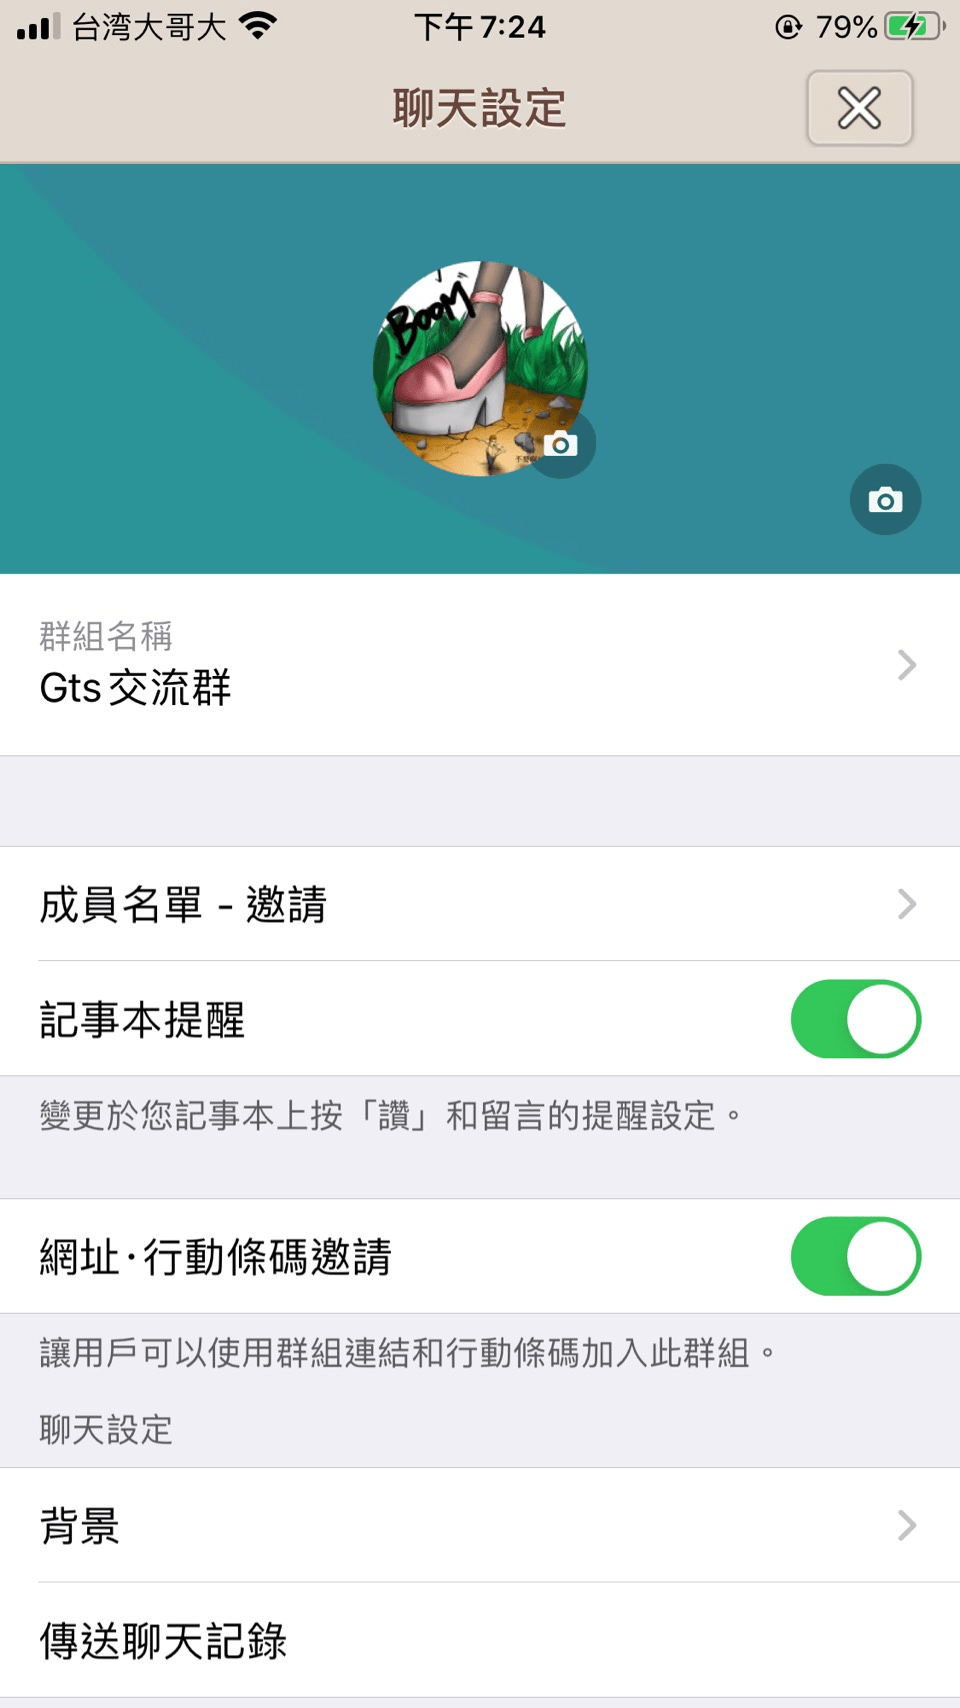 台湾大哥大
下午7:24
79%
聊天設定
BOOM
群組名稱
Gts交流群
成員名單 - 邀請
記事本提醒
變更於您記事本上按「讚」和留言的提醒設定。
網址·行動條碼邀請
讓用戶可以使用群組連結和行動條碼加入此群組。
聊天設定
背景
傳送聊天記錄